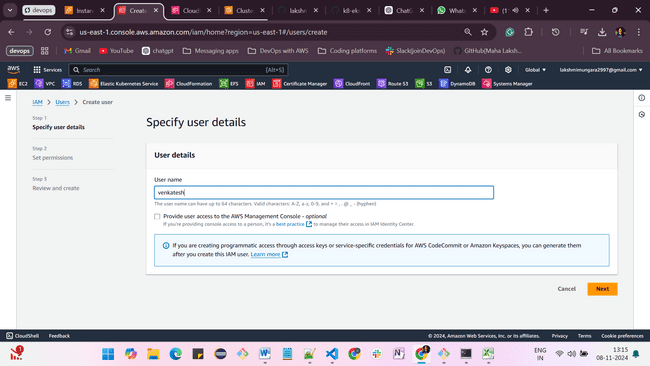 devops
Instanc
Create
Cloud
Cluste
lakshm
k8-ek
ChatG
Whats
(1)
us-east-1.console.aws.amazon.com/iam/home?region=us-east-1#/users/create
devops
Gmail
YouTube
chatgpt
Messaging apps
DevOps with AWS
Coding platforms
Slack(joinDevOps)
GitHub(Maha Laksh...
All Bookmarks
aws
Services
Search
[Alt+S]
Global
lakshmimungara2997@gmail.com
EC2
VPC
RDS
Elastic Kubernetes Service
CloudFormation
EFS
IAM
Certificate Manager
CloudFront
Route 53
S3
DynamoDB
Systems Manager
IAM > Users > Create user
Step 1
Specify user details
Step 2
Set permissions
Step 3
Review and create
Specify user details
User details
User name
venkatesh
The user name can have up to 64 characters. Valid characters: A-Z, a-z, 0-9, and + = , . @ _ - (hyphen)
Provide user access to the AWS Management Console - optional
If you're providing console access to a person, it's a best practice to manage their access in IAM Identity Center.
If you are creating programmatic access through access keys or service-specific credentials for AWS CodeCommit or Amazon Keyspaces, you can generate them
after you create this IAM user. Learn more
Cancel
Next
CloudShell
Feedback
© 2024, Amazon Web Services, Inc. or its affiliates.
Privacy
Terms
Cookie preferences
ENG
IN
13:15
08-11-2024